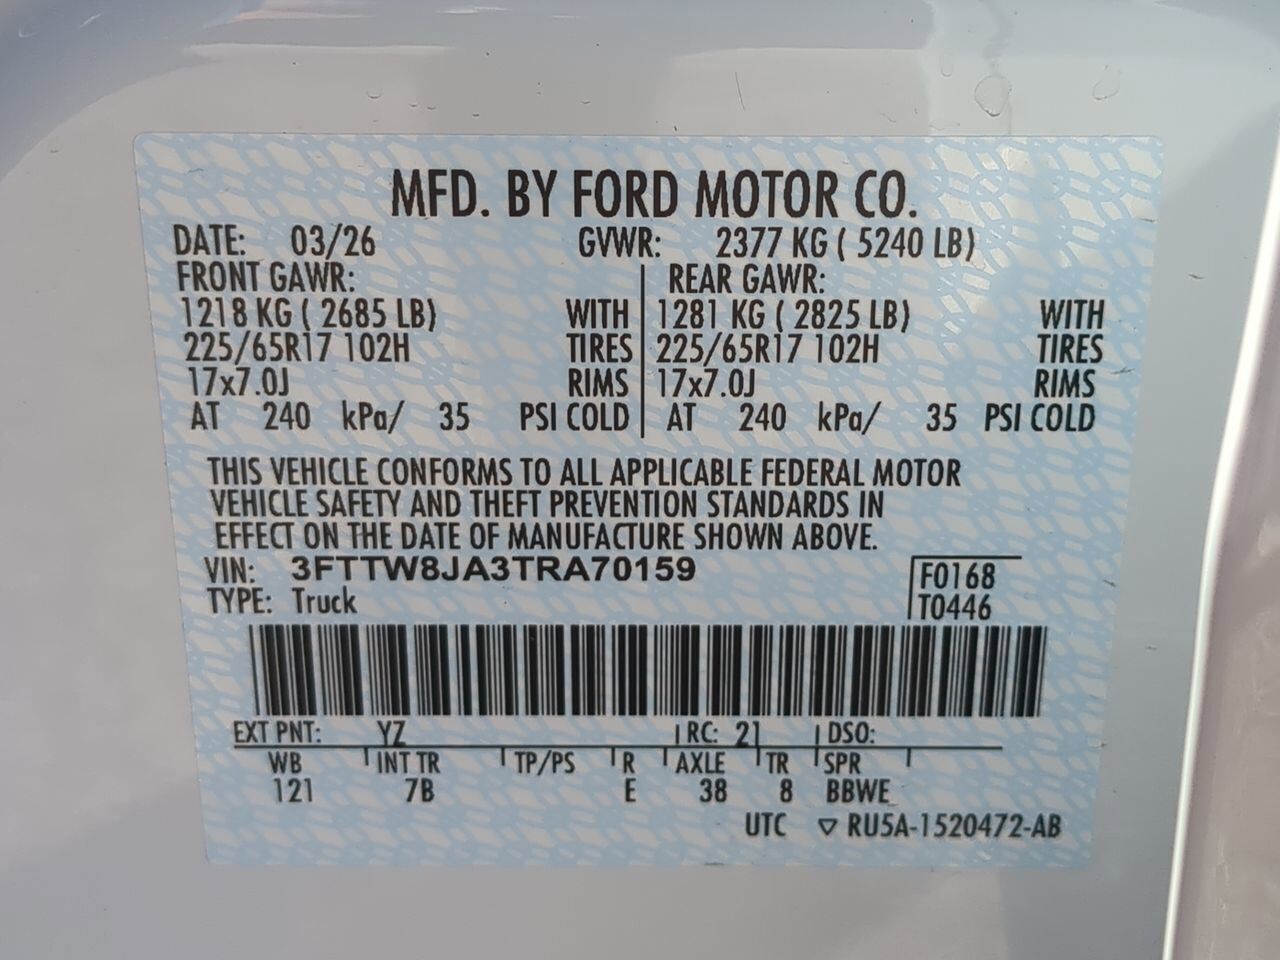 MFD. BY FORD MOTOR CO.
DATE: 03/26 GVWR: 2377 KG ( 5240 LB)
FRONT GAWR: REAR GAWR:
1218 KG ( 2685 LB) WITH 1281 KG ( 2825 LB) WITH
225/65R17 102H TIRES 225/65R17 102H TIRES
17x7.0J RIMS 17x7.0J RIMS
AT 240 kPa/ 35 PSI COLD AT 240 kPa/ 35 PSI COLD
THIS VEHICLE CONFORMS TO ALL APPLICABLE FEDERAL MOTOR
VEHICLE SAFETY AND THEFT PREVENTION STANDARDS IN
EFFECT ON THE DATE OF MANUFACTURE SHOWN ABOVE.
VIN: 3FTTW8JA3TRA70159 F0168
TYPE: Truck T0446
EXT PNT: YZ RC: 21 DSO:
WB INT TR TP/PS R AXLE TR SPR
121 7B E 38 8 BBWE
UTC ▽ RU5A-1520472-AB